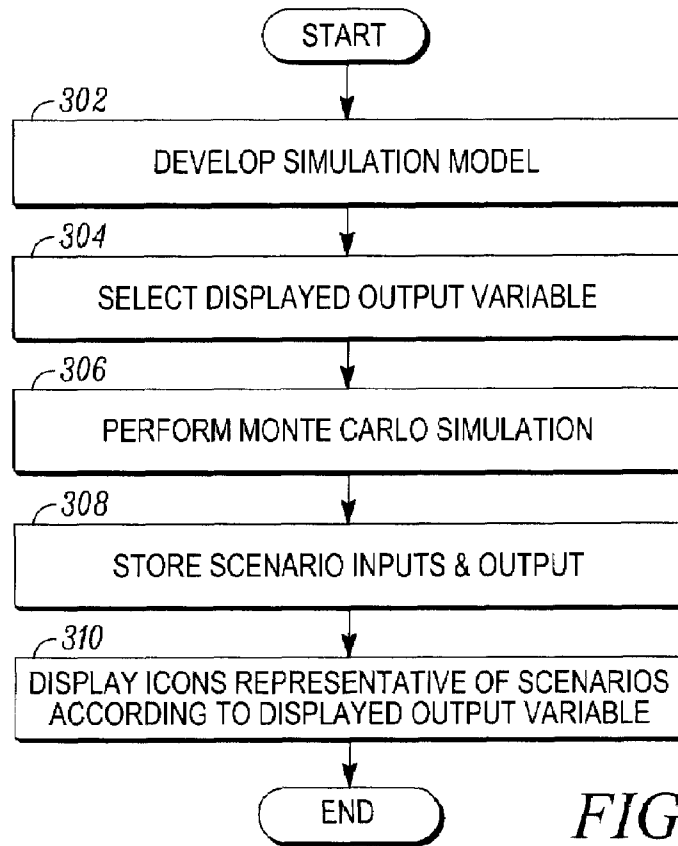 START
302
DEVELOP SIMULATION MODEL
304
SELECT DISPLAYED OUTPUT VARIABLE
306
PERFORM MONTE CARLO SIMULATION
308
STORE SCENARIO INPUTS & OUTPUT
310
DISPLAY ICONS REPRESENTATIVE OF SCENARIOS
ACCORDING TO DISPLAYED OUTPUT VARIABLE
END
FIG